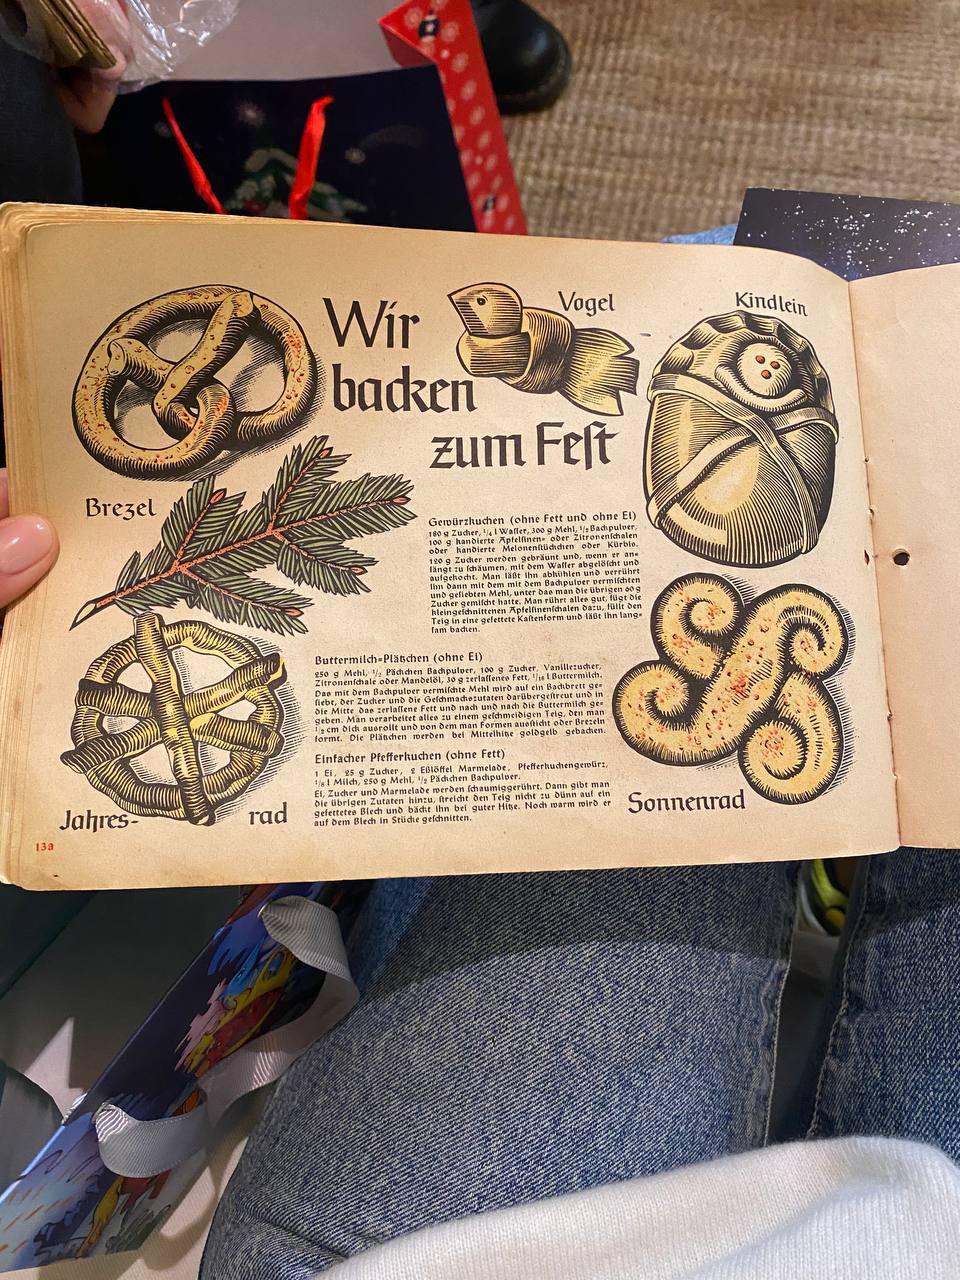 Wir
backen
zum Feſt
Vogel
Kindlein
Brezel
Gewürzkuchen (ohne Fett und ohne Ei)
180 g Zucker, ¼ l Waſſer, 300 g Mehl, ½ Backpulver,
100 g kandierte Apfelſinen- oder Zitronenſchalen
oder kandierte Melonenſtückchen oder Kürbis.
120 g Zucker werden gebräunt und, wenn er an-
fängt zu ſchäumen, mit dem Waſſer abgelöſcht und
aufgekocht. Man läßt ihn abkühlen und verrührt
ihn dann mit dem mit dem Backpulver vermiſchten
und geſiebten Mehl, unter das man die übrigen 60 g
Zucker gemiſcht hatte. Man rührt alles gut, fügt die
kleingeſchnittenen Apfelſinenſchalen dazu, füllt den
Teig in eine gefettete Kaſtenform und läßt ihn lang-
ſam backen.
Buttermilch-Plätzchen (ohne Ei)
250 g Mehl, ½ Päckchen Backpulver, 100 g Zucker, Vanillezucker,
Zitronenſchale oder Mandelöl, 30 g zerlaſſenes Fett, ¹/₁₆ l Buttermilch.
Das mit dem Backpulver vermiſchte Mehl wird auf ein Backbrett ge-
ſiebt, der Zucker und die Geſchmackszutaten darübergeſtreut und in
die Mitte das zerlaſſene Fett und nach und nach die Buttermilch ge-
geben. Man verarbeitet alles zu einem geſchmeidigen Teig, den man
½ cm dick ausrollt und von dem man Formen ausſticht oder Brezeln
formt. Die Plätzchen werden bei Mittelhitze goldgelb gebacken.
Einfacher Pfefferkuchen (ohne Fett)
1 Ei, 25 g Zucker, 2 Eßlöffel Marmelade, Pfefferkuchengewürz,
⅛ l Milch, 250 g Mehl, ½ Päckchen Backpulver.
Ei, Zucker und Marmelade werden ſchaumiggerührt. Dann gibt man
die übrigen Zutaten hinzu, ſtreicht den Teig nicht zu dünn auf ein
gefettetes Blech und bäckt ihn bei guter Hitze. Noch warm wird er
auf dem Blech in Stücke geſchnitten.
Jahres- rad
Sonnenrad
13a